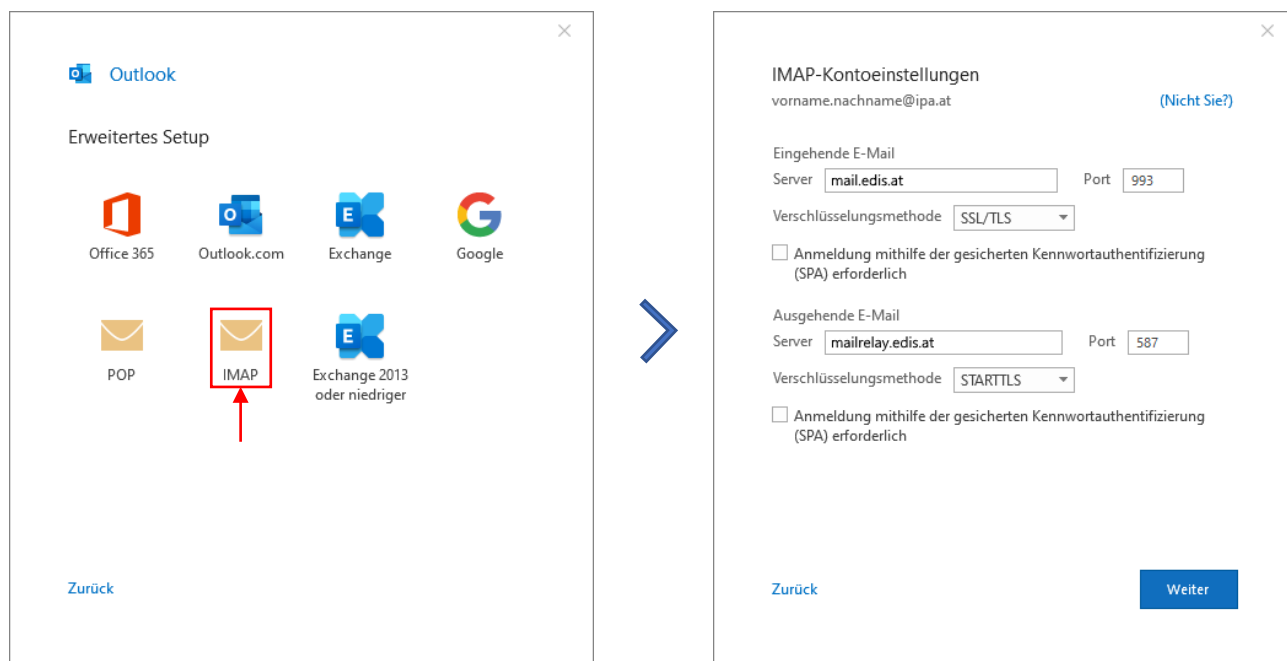 Outlook
Erweitertes Setup
Office 365
Outlook.com
Exchange
Google
POP
IMAP
Exchange 2013
oder niedriger
Zurück
IMAP-Kontoeinstellungen
vorname.nachname@ipa.at
(Nicht Sie?)
Eingehende E-Mail
Server mail.edis.at Port 993
Verschlüsselungsmethode SSL/TLS
Anmeldung mithilfe der gesicherten Kennwortauthentifizierung
(SPA) erforderlich
Ausgehende E-Mail
Server mailrelay.edis.at Port 587
Verschlüsselungsmethode STARTTLS
Anmeldung mithilfe der gesicherten Kennwortauthentifizierung
(SPA) erforderlich
Zurück
Weiter